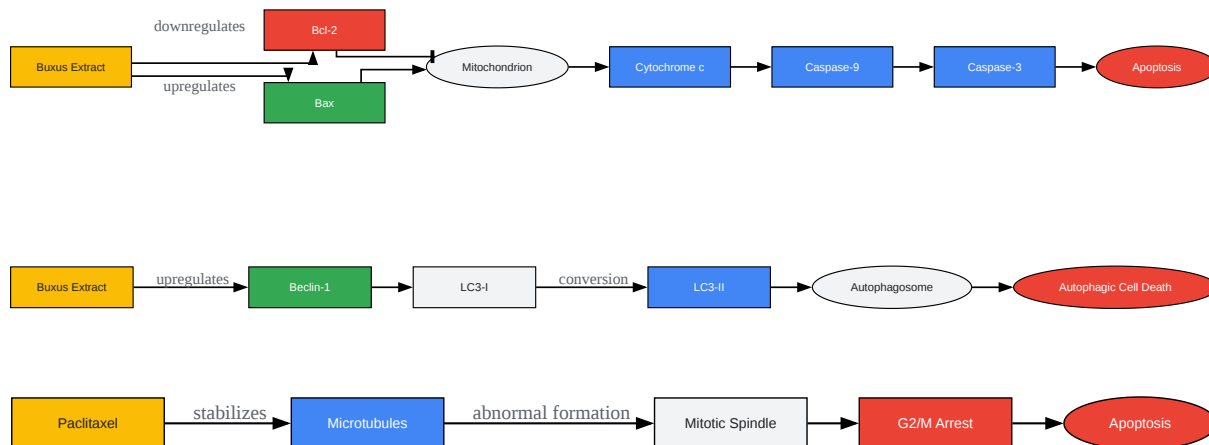 downregulates
Bcl-2
Buxus Extract
Mitochondrion
Cytochrome c
Caspase-9
Caspase-3
Apoptosis
upregulates
Bax
Buxus Extract
upregulates
Beclin-1
LC3-I
conversion
LC3-II
Autophagosome
Autophagic Cell Death
Paclitaxel
stabilizes
Microtubules
abnormal formation
Mitotic Spindle
G2/M Arrest
Apoptosis